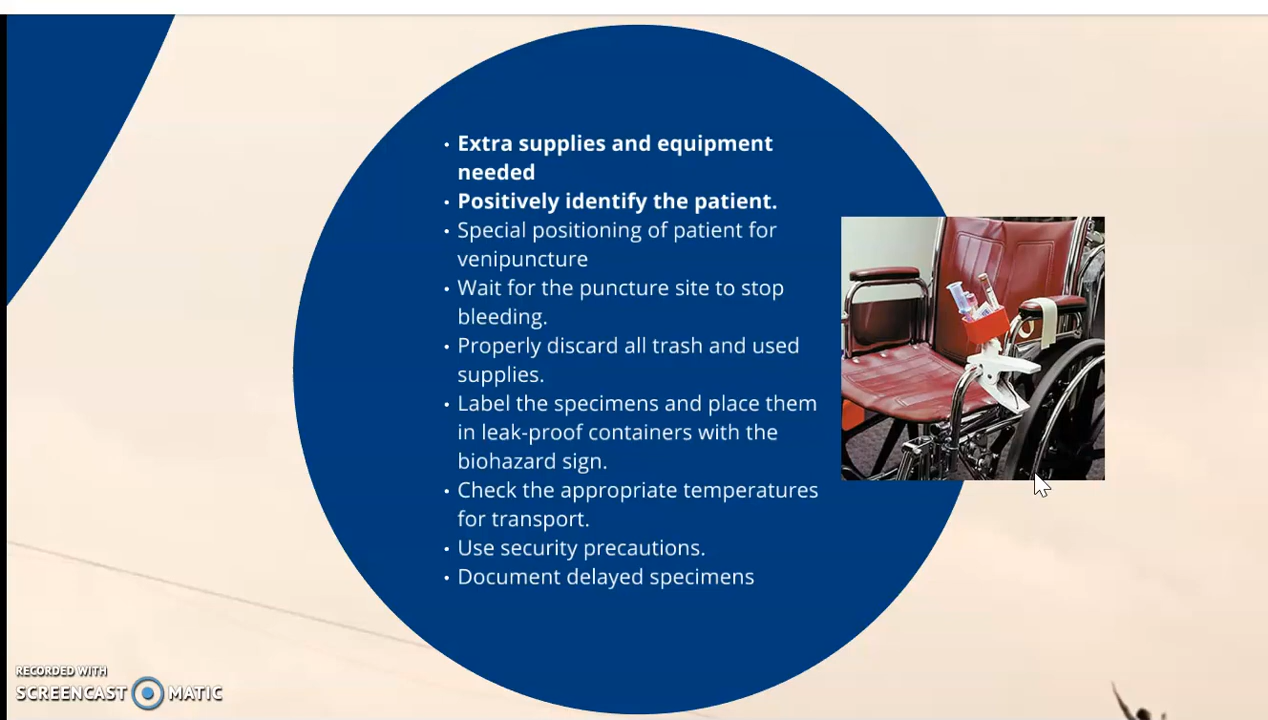 • Extra supplies and equipment
needed
• Positively identify the patient.
• Special positioning of patient for
venipuncture
• Wait for the puncture site to stop
bleeding.
• Properly discard all trash and used
supplies.
• Label the specimens and place them
in leak-proof containers with the
biohazard sign.
• Check the appropriate temperatures
for transport.
• Use security precautions.
• Document delayed specimens
RECORDED WITH
SCREENCAST MATIC